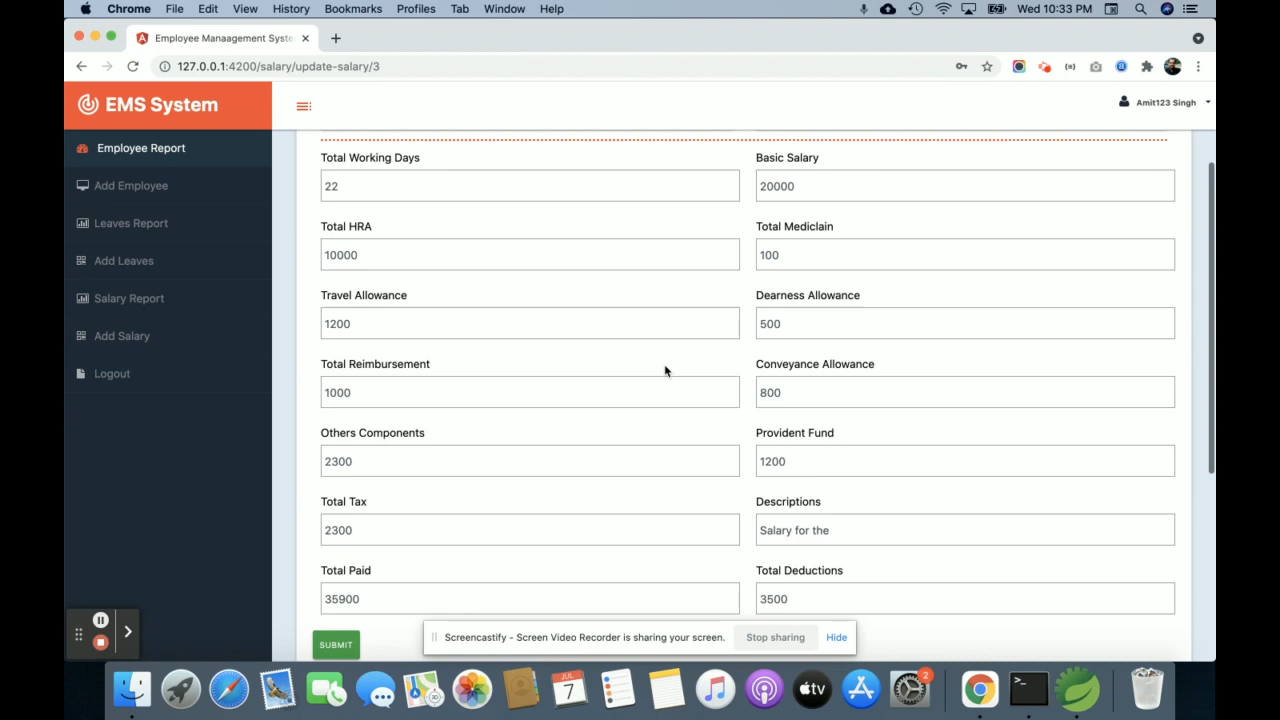 Chrome File Edit View History Bookmarks Profiles Tab Window Help Wed 10:33 PM
Employee Manaagement Syste
127.0.0.1:4200/salary/update-salary/3
EMS System
Amit123 Singh
Employee Report
Add Employee
Leaves Report
Add Leaves
Salary Report
Add Salary
Logout
Total Working Days Basic Salary
22 20000
Total HRA Total Mediclain
10000 100
Travel Allowance Dearness Allowance
1200 500
Total Reimbursement Conveyance Allowance
1000 800
Others Components Provident Fund
2300 1200
Total Tax Descriptions
2300 Salary for the
Total Paid Total Deductions
35900 3500
SUBMIT
Screencastify - Screen Video Recorder is sharing your screen. Stop sharing Hide
JUL
7
tv
2
>_